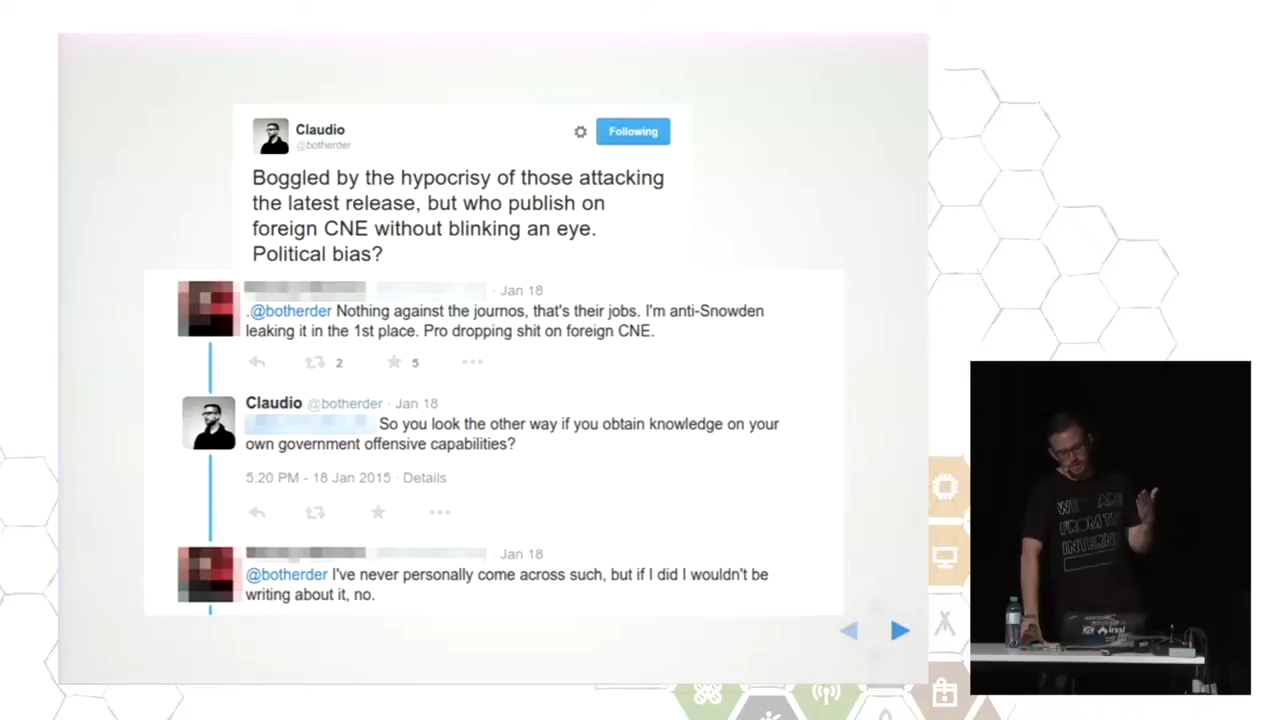 Claudio
@botherder
Following
Boggled by the hypocrisy of those attacking
the latest release, but who publish on
foreign CNE without blinking an eye.
Political bias?
· Jan 18
.@botherder Nothing against the journos, that's their jobs. I'm anti-Snowden
leaking it in the 1st place. Pro dropping shit on foreign CNE.
2
5
Claudio @botherder · Jan 18
So you look the other way if you obtain knowledge on your
own government offensive capabilities?
5:20 PM - 18 Jan 2015 · Details
· Jan 18
@botherder I've never personally come across such, but if I did I wouldn't be
writing about it, no.
WE ARE
FROM TH
INTERN